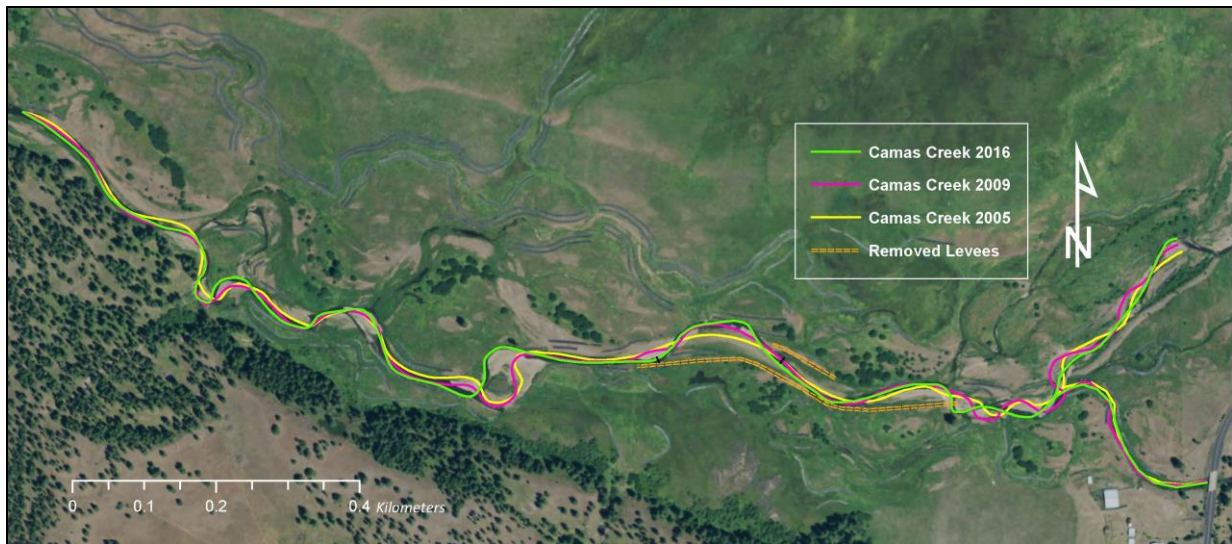 Camas Creek 2016
Camas Creek 2009
Camas Creek 2005
Removed Levees
N
0 0.1 0.2 0.4 Kilometers